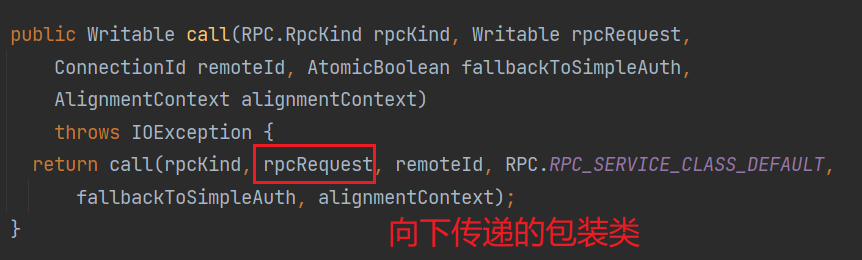 public Writable call(RPC.RpcKind rpcKind, Writable rpcRequest,
ConnectionId remoteId, AtomicBoolean fallbackToSimpleAuth,
AlignmentContext alignmentContext)
throws IOException {
return call(rpcKind, rpcRequest, remoteId, RPC.RPC_SERVICE_CLASS_DEFAULT,
fallbackToSimpleAuth, alignmentContext);
向下传递的包装类
}